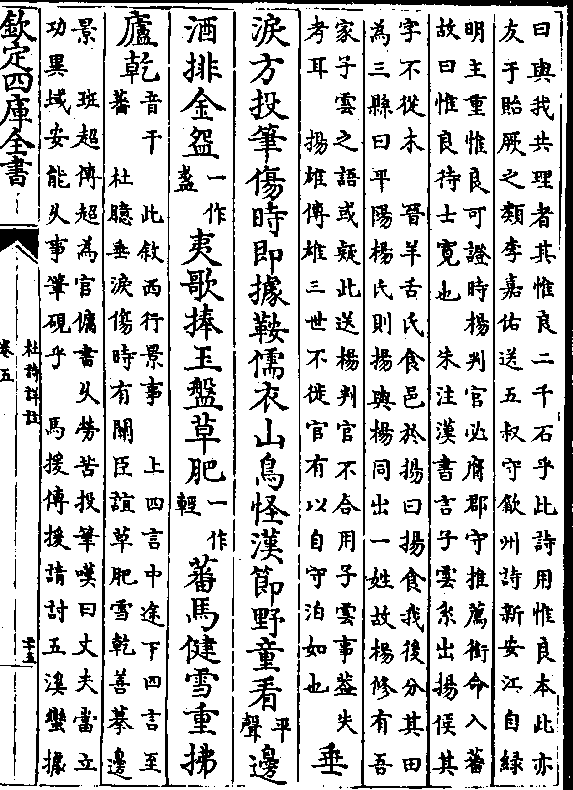 曰與我共理者其惟良二千石乎此詩用惟良本此亦
友于貽厥之類李嘉佑送五叔守歙州詩新安江自緑
明主重惟良可證時楊判官必膺郡守推薦銜命入蕃
故曰惟良待士寛也 朱注漢書言子雲系出揚侯其
字不從木 晉羊舌氏食邑於揚曰揚食我後分其田
為三縣曰平陽楊氏則揚與楊同出一姓故楊修有吾
家子雲之語或疑此送楊判官不合用子雲事蓋失
考耳 揚雄傳雄三世不徙官有以自守泊如也
垂
淚方投筆傷時即據鞍儒衣山鳥怪漢節野童看平聲邊
酒排金盌一作盞夷歌捧玉盤草肥一作輕蕃馬健雪重拂
廬乾
音干 此敘西行景事 上四言中途下四言至
蕃 杜臆垂淚傷時有關臣誼草肥雪乾善摹邊
景 班超傳超為官傭書久勞苦投筆嘆曰丈夫當立
功異域安能久事筆硯乎 馬援傳援請討五溪蠻據
欽定四庫全書
杜詩詳註
卷五
二十五